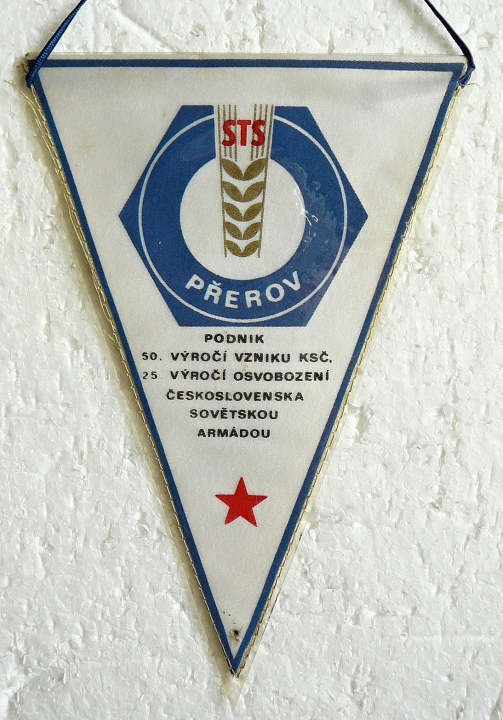 STS
PŘEROV
PODNIK
50. VÝROČÍ VZNIKU KSČ.
25 VÝROČÍ OSVOBOZENÍ
ČESKOSLOVENSKA
SOVĚTSKOU
ARMÁDOU